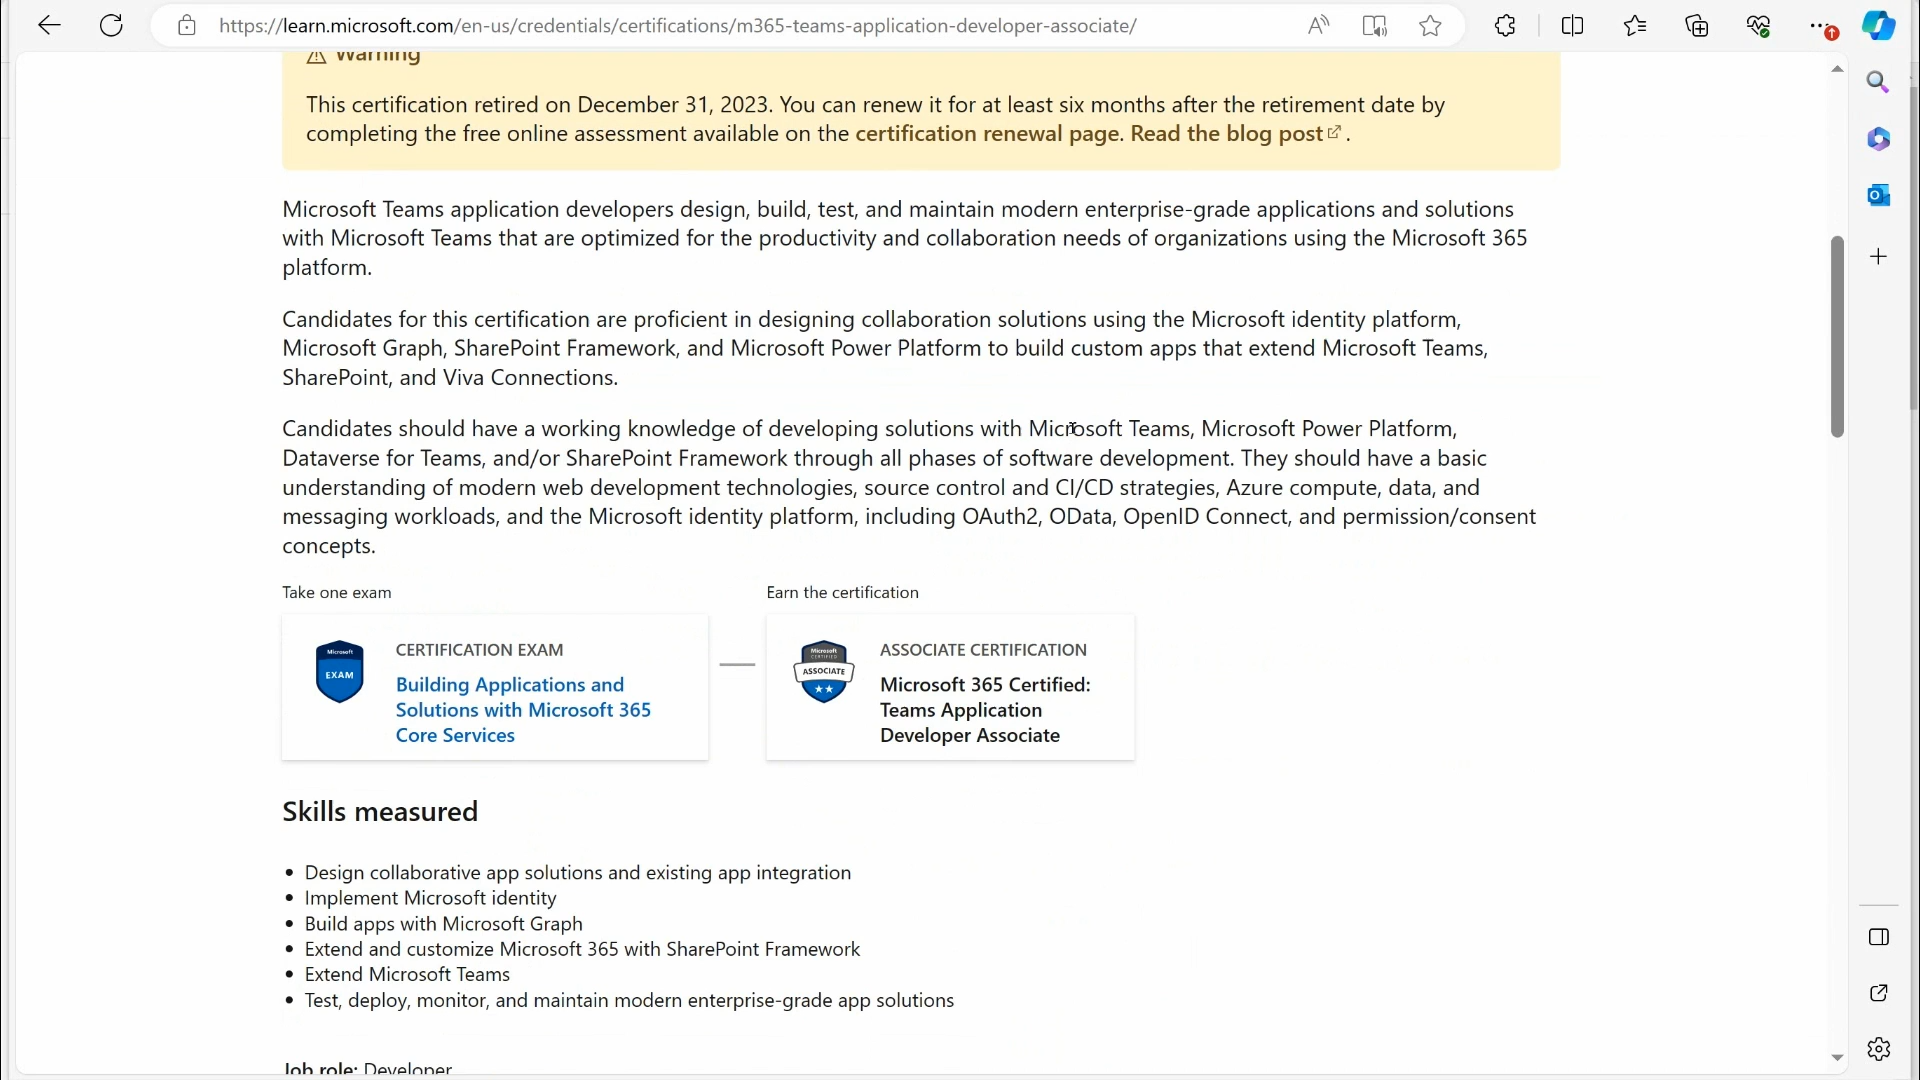 https://learn.microsoft.com/en-us/credentials/certifications/m365-teams-application-developer-associate/
Warning
This certification retired on December 31, 2023. You can renew it for at least six months after the retirement date by
completing the free online assessment available on the certification renewal page. Read the blog post .
Microsoft Teams application developers design, build, test, and maintain modern enterprise-grade applications and solutions
with Microsoft Teams that are optimized for the productivity and collaboration needs of organizations using the Microsoft 365
platform.
Candidates for this certification are proficient in designing collaboration solutions using the Microsoft identity platform,
Microsoft Graph, SharePoint Framework, and Microsoft Power Platform to build custom apps that extend Microsoft Teams,
SharePoint, and Viva Connections.
Candidates should have a working knowledge of developing solutions with Microsoft Teams, Microsoft Power Platform,
Dataverse for Teams, and/or SharePoint Framework through all phases of software development. They should have a basic
understanding of modern web development technologies, source control and CI/CD strategies, Azure compute, data, and
messaging workloads, and the Microsoft identity platform, including OAuth2, OData, OpenID Connect, and permission/consent
concepts.
Take one exam
Microsoft
EXAM
CERTIFICATION EXAM
Building Applications and
Solutions with Microsoft 365
Core Services
Earn the certification
Microsoft
CERTIFIED
ASSOCIATE
ASSOCIATE CERTIFICATION
Microsoft 365 Certified:
Teams Application
Developer Associate
Skills measured
• Design collaborative app solutions and existing app integration
• Implement Microsoft identity
• Build apps with Microsoft Graph
• Extend and customize Microsoft 365 with SharePoint Framework
• Extend Microsoft Teams
• Test, deploy, monitor, and maintain modern enterprise-grade app solutions
Job role: Developer